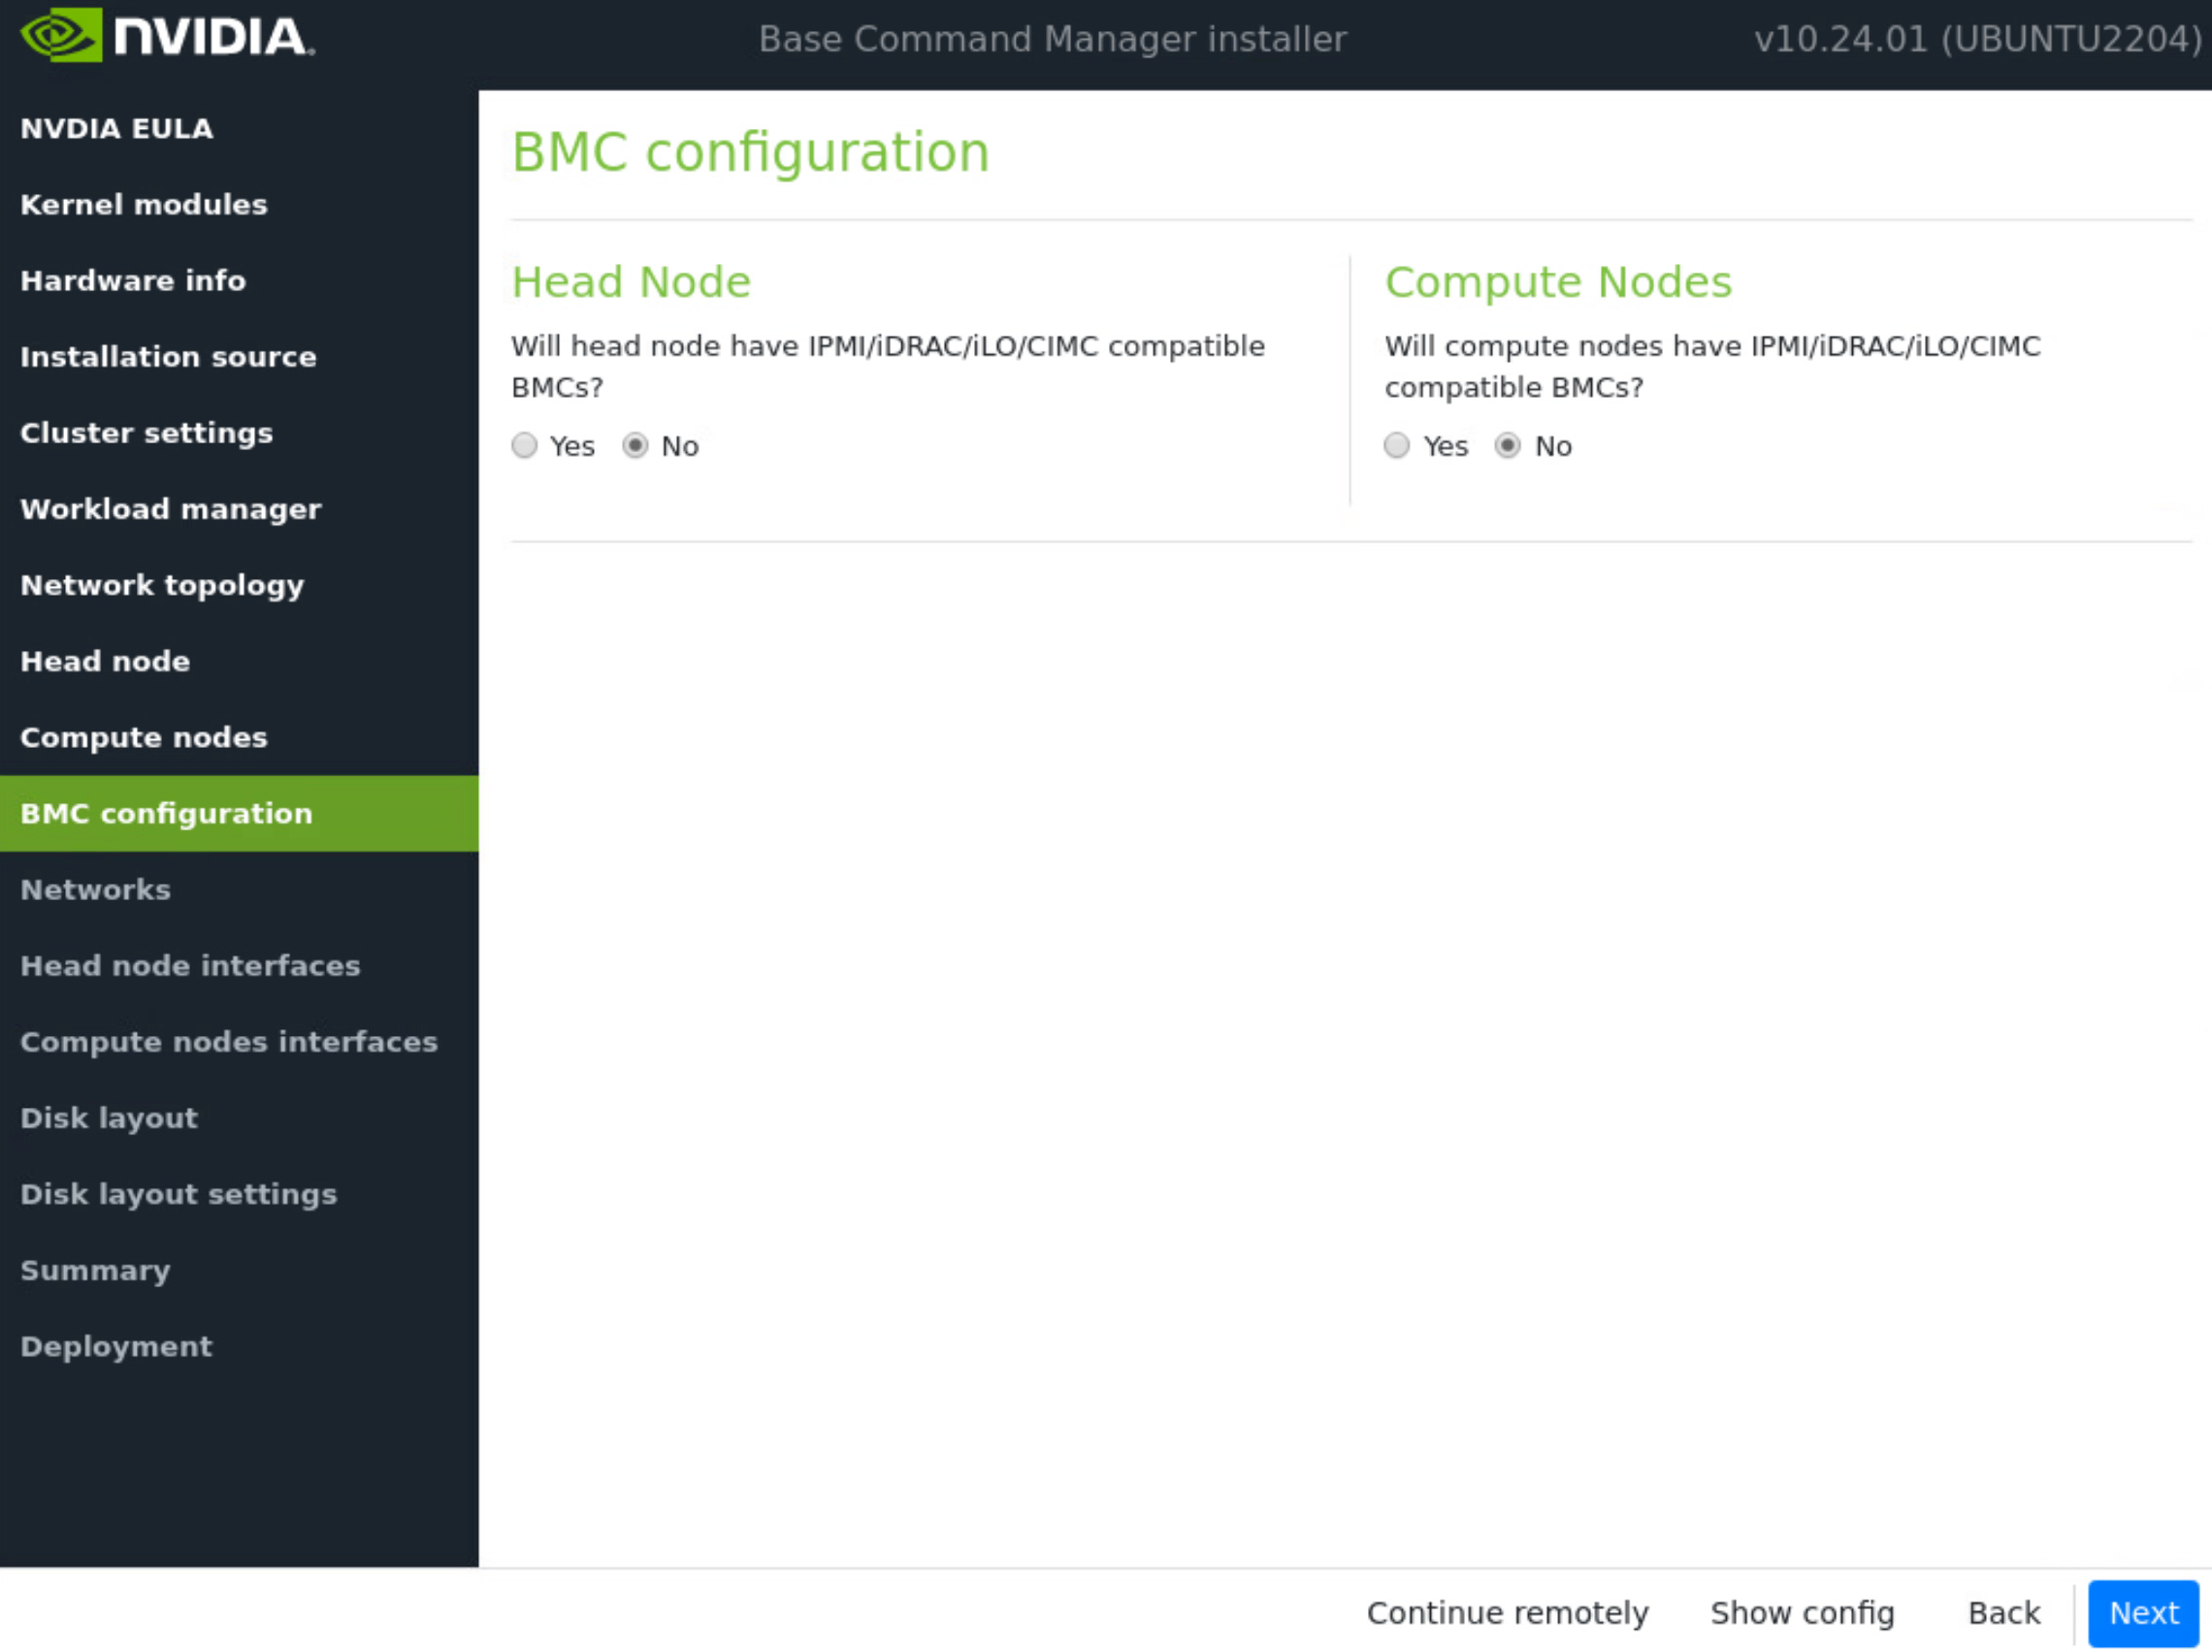 NVIDIA.
Base Command Manager installer
v10.24.01 (UBUNTU2204)
NVDIA EULA
Kernel modules
Hardware info
Installation source
Cluster settings
Workload manager
Network topology
Head node
Compute nodes
BMC configuration
Networks
Head node interfaces
Compute nodes interfaces
Disk layout
Disk layout settings
Summary
Deployment
BMC configuration
Head Node
Will head node have IPMI/iDRAC/iLO/CIMC compatible
BMCs?
Yes No
Compute Nodes
Will compute nodes have IPMI/iDRAC/iLO/CIMC
compatible BMCs?
Yes No
Continue remotely Show config Back Next